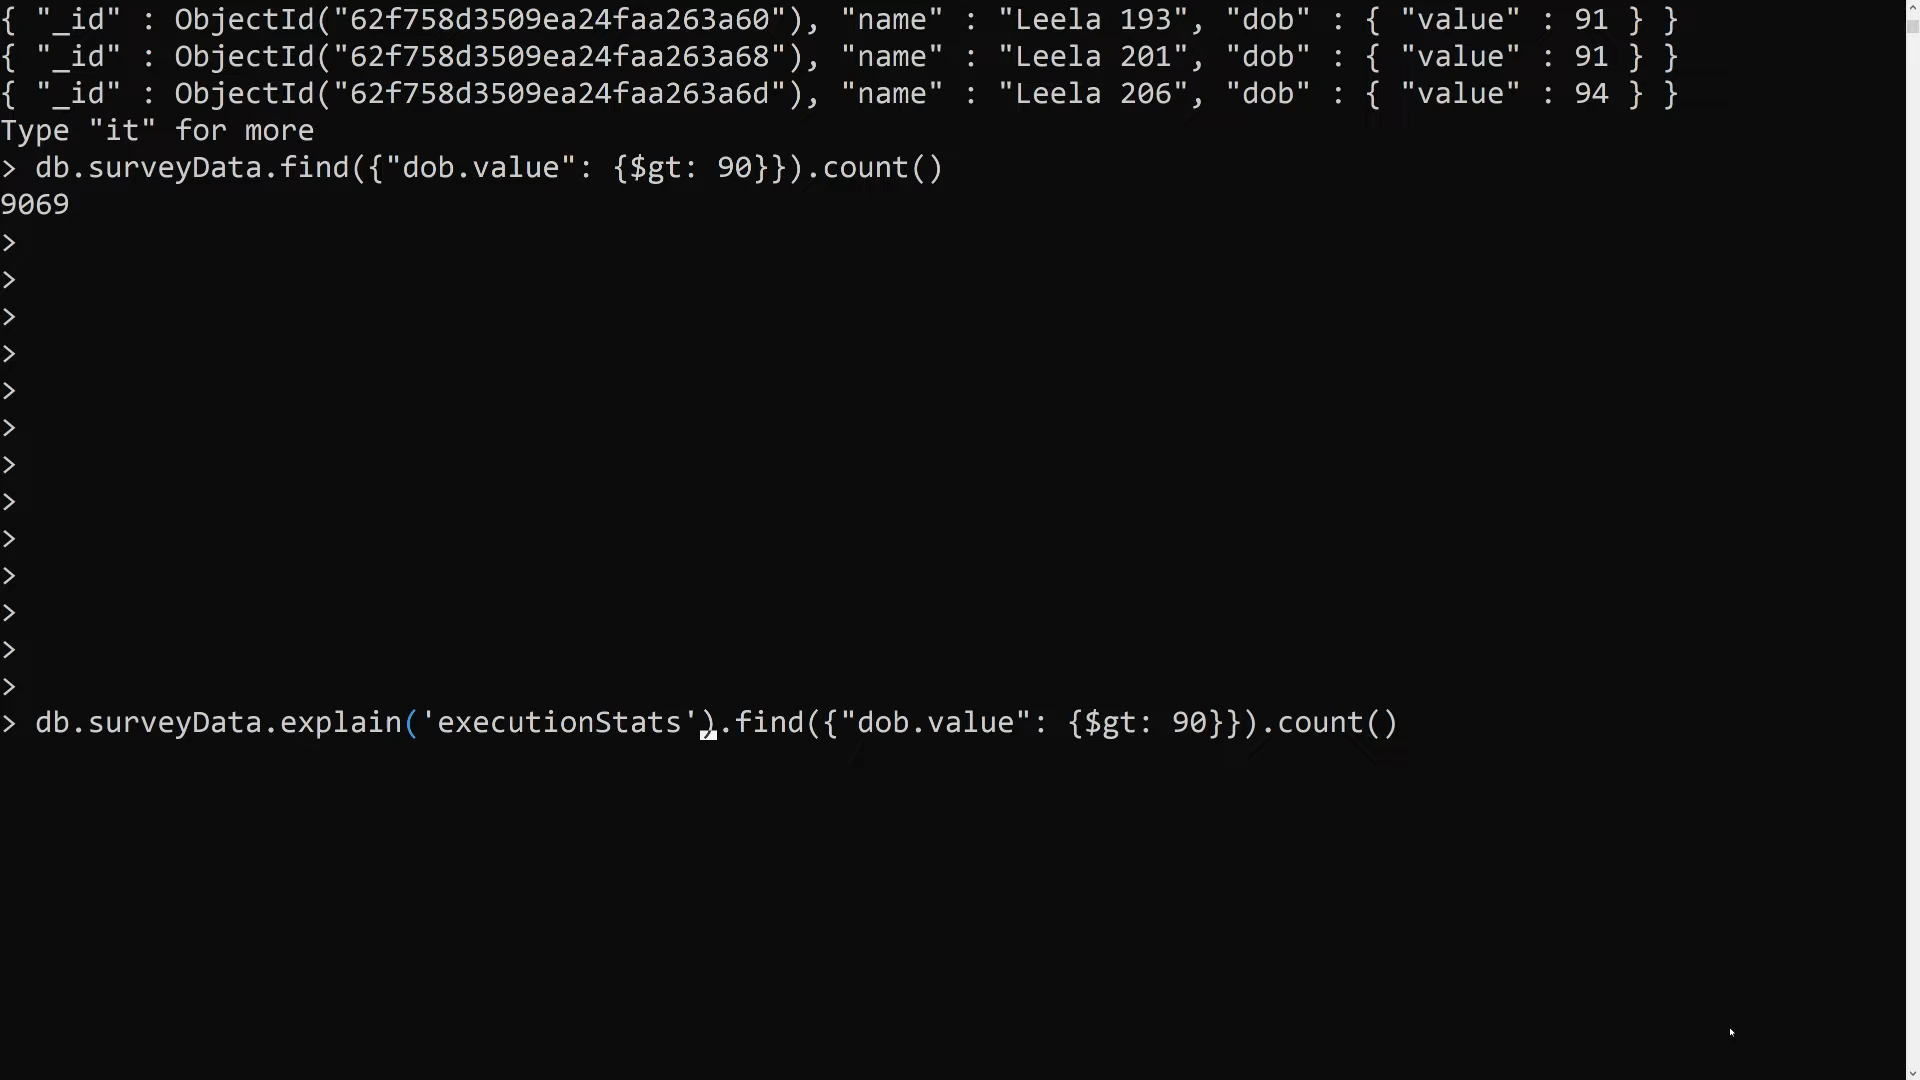 { "_id" : ObjectId("62f758d3509ea24faa263a60"), "name" : "Leela 193", "dob" : { "value" : 91 } }
{ "_id" : ObjectId("62f758d3509ea24faa263a68"), "name" : "Leela 201", "dob" : { "value" : 91 } }
{ "_id" : ObjectId("62f758d3509ea24faa263a6d"), "name" : "Leela 206", "dob" : { "value" : 94 } }
Type "it" for more
> db.surveyData.find({"dob.value": {$gt: 90}}).count()
9069
>
>
>
>
>
>
>
>
>
>
>
>
>
> db.surveyData.explain('executionStats').find({"dob.value": {$gt: 90}}).count()